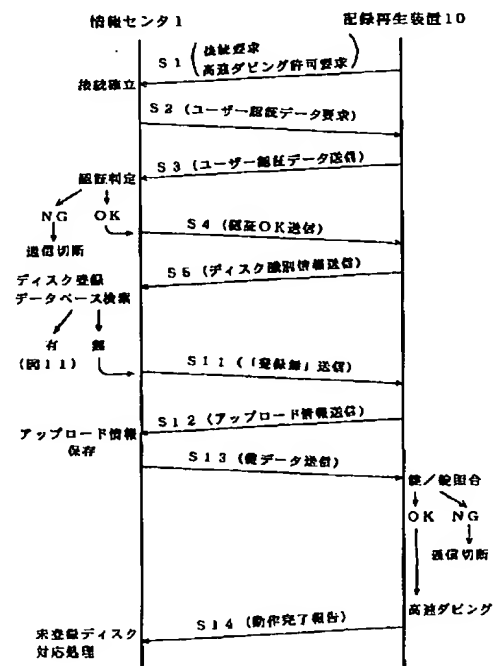 情報センタ1
記録再生装置10
S1
接続要求
高速ダビング許可要求
接続確立
S2(ユーザー認証データ要求)
S3(ユーザー認証データ送信)
認証判定
NG OK
S4(認証OK送信)
通信切断
S5(ディスク識別情報送信)
ディスク登録
データベース検索
有 無
(図11)
S11(「登録無」送信)
S12(アップロード情報送信)
アップロード情報
保存
S13(鍵データ送信)
鍵/錠照合
OK NG
通信切断
高速ダビング
S14(動作完了報告)
未登録ディスク
対応処理